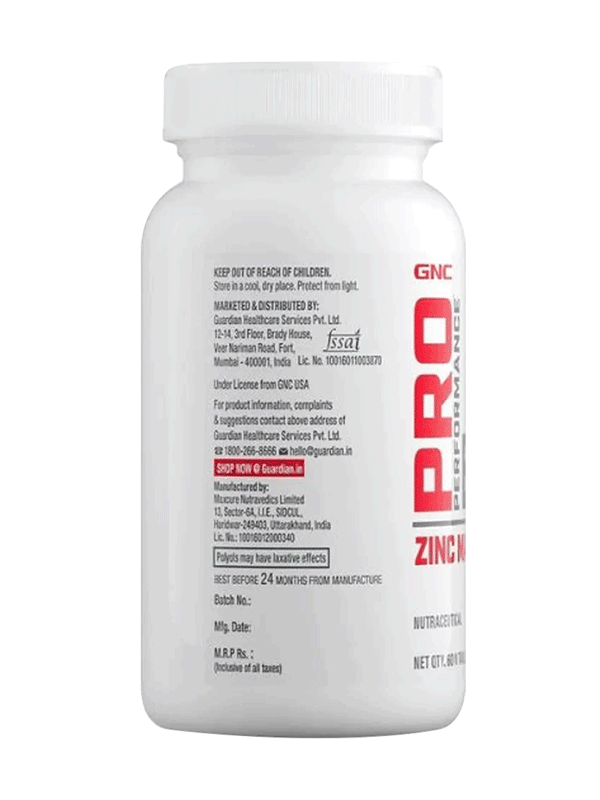 KEEP OUT OF REACH OF CHILDREN.
Store in a cool, dry place. Protect from light.
MARKETED & DISTRIBUTED BY:
Guardian Healthcare Services Pvt. Ltd.
12-14, 3rd Floor, Brady House,
Veer Nariman Road, Fort,
Mumbai - 400001, India
fssai
Lic. No. 10016011003870
Under License from GNC USA
For product information, complaints
& suggestions contact above address of
Guardian Healthcare Services Pvt. Ltd.
☎ 1800-266-8666 ✉ hello@guardian.in
SHOP NOW @ Guardian.in
Manufactured by:
Maxcure Nutravedics Limited
13, Sector-6A, I.I.E., SIDCUL,
Haridwar-249403, Uttarakhand, India
Lic. No.: 10016012000340
Polyols may have laxative effects
BEST BEFORE 24 MONTHS FROM MANUFACTURE
Batch No.:
Mfg. Date:
M.R.P Rs. :
(Inclusive of all taxes)
GNC
PRO
PERFORMANCE
ZINC
NUTRACEUTICAL
NET QTY. 60